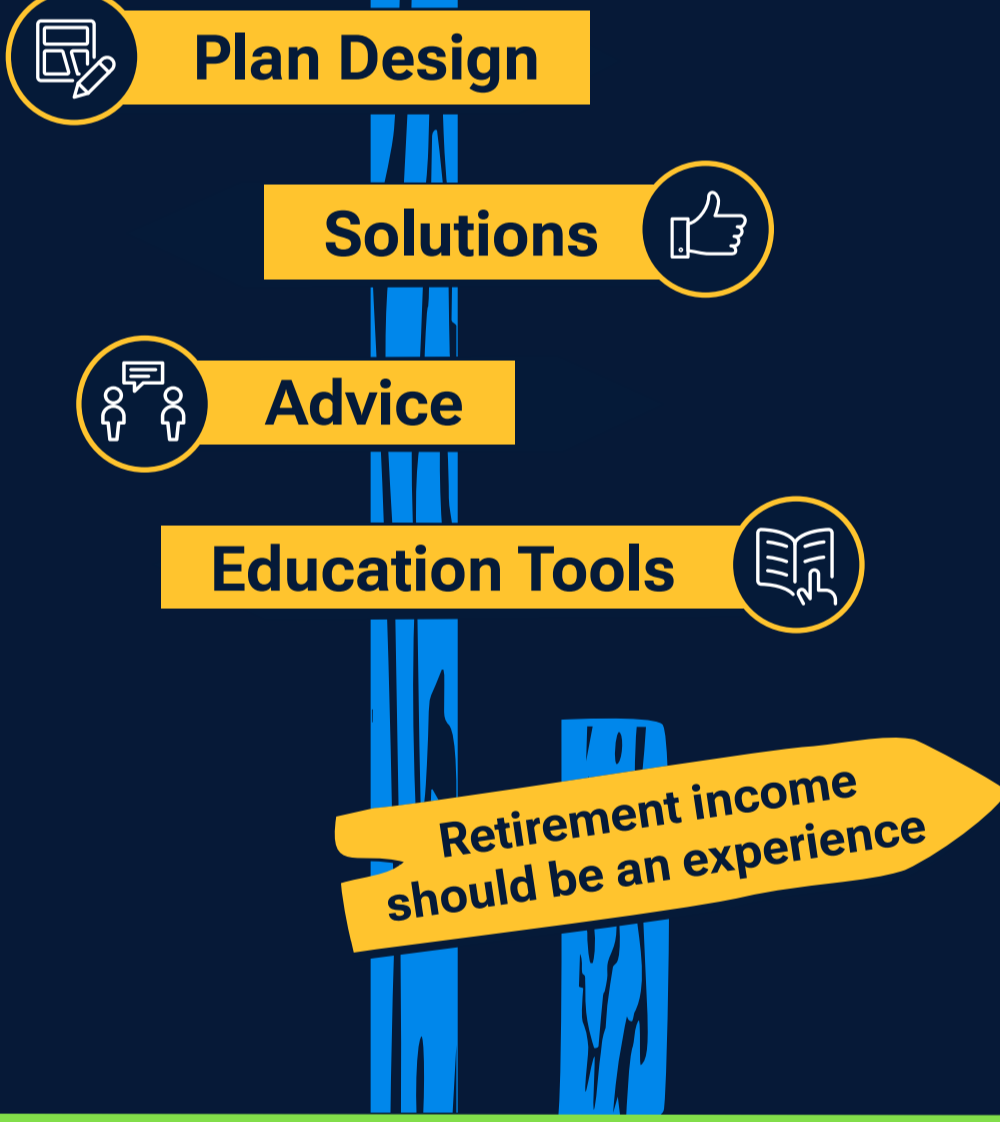 Plan Design
Solutions
Advice
Education Tools
Retirement income
should be an experience